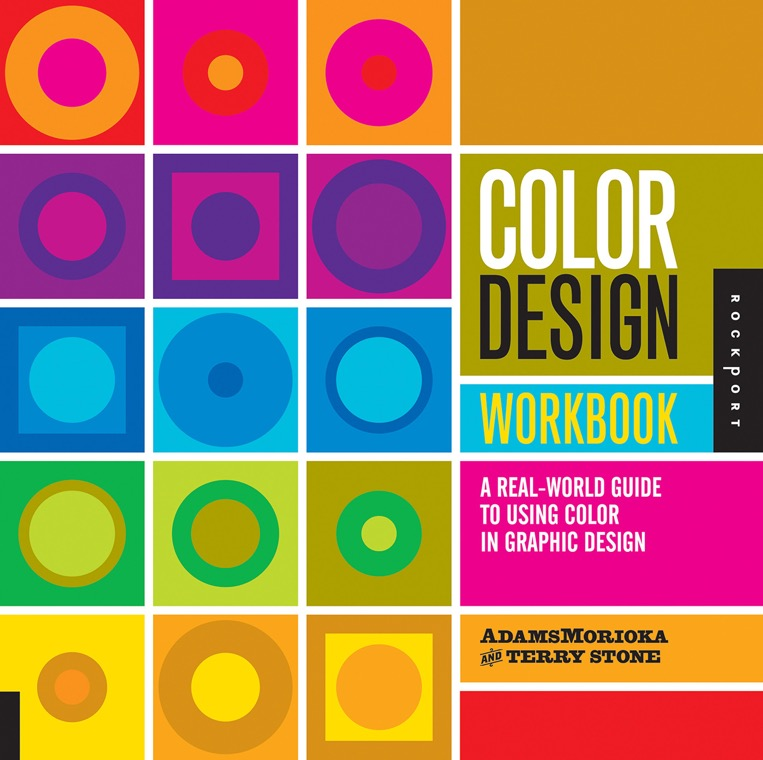 COLOR
DESIGN
WORKBOOK
ROCKPORT
A REAL-WORLD GUIDE
TO USING COLOR
IN GRAPHIC DESIGN
ADAMSMORIOKA
AND TERRY STONE